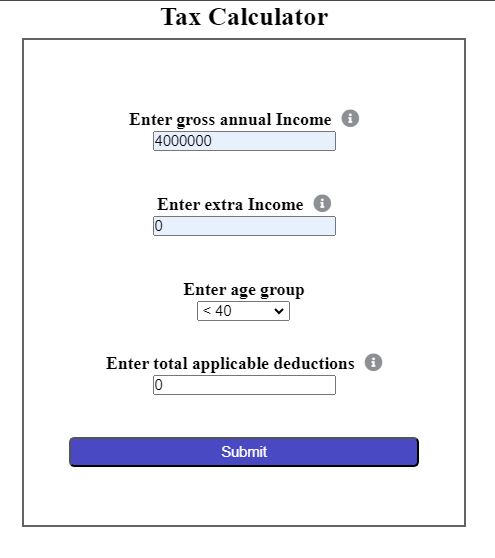 Tax Calculator
Enter gross annual Income
4000000
Enter extra Income
0
Enter age group
< 40
Enter total applicable deductions
0
Submit